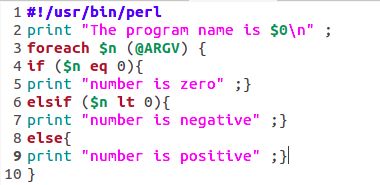 1 #!/usr/bin/perl
2 print "The program name is $0\n" ;
3 foreach $n (@ARGV) {
4 if ($n eq 0){
5 print "number is zero" ;}
6 elsif ($n lt 0){
7 print "number is negative" ;}
8 else{
9 print "number is positive" ;}
10 }